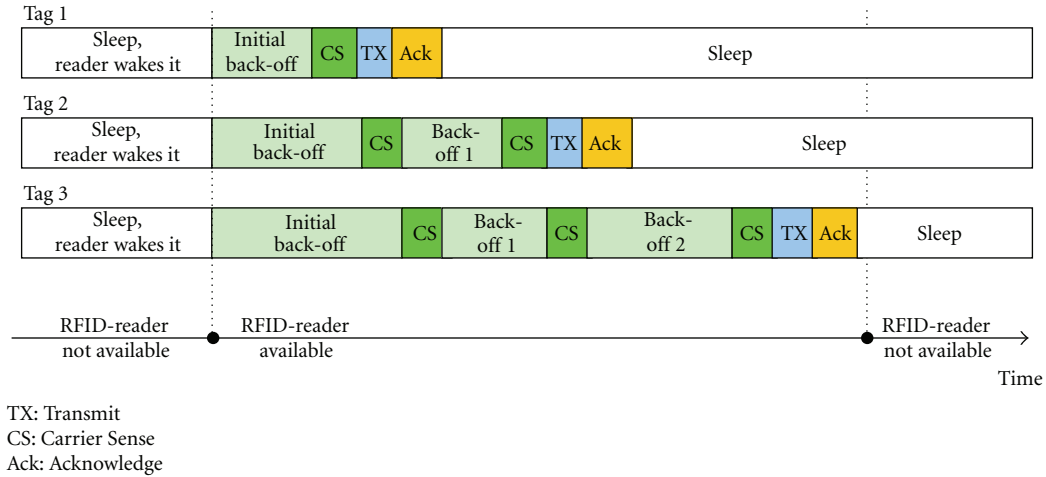 Tag 1
Sleep,
reader wakes it
Initial
back-off
CS
TX
Ack
Sleep
Tag 2
Sleep,
reader wakes it
Initial
back-off
CS
Back-
off 1
CS
TX
Ack
Sleep
Tag 3
Sleep,
reader wakes it
Initial
back-off
CS
Back-
off 1
CS
Back-
off 2
CS
TX
Ack
Sleep
RFID-reader
not available
RFID-reader
available
RFID-reader
not available
Time
TX: Transmit
CS: Carrier Sense
Ack: Acknowledge